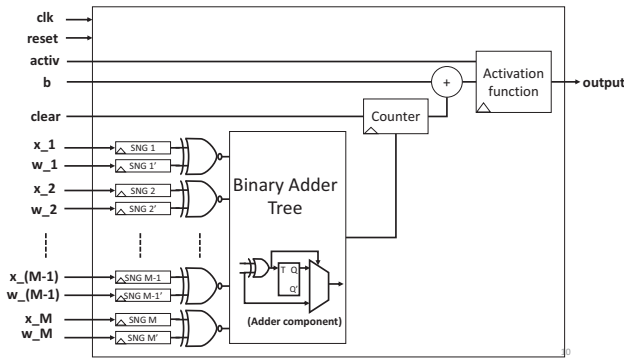 clk
reset
activ
b
clear
+
Activation
function
output
Counter
x_1
SNG 1
w_1
SNG 1'
x_2
SNG 2
w_2
SNG 2'
Binary Adder
Tree
T Q
Q'
(Adder component)
x_(M-1)
SNG M-1
w_(M-1)
SNG M-1'
x_M
SNG M
w_M
SNG M'
10